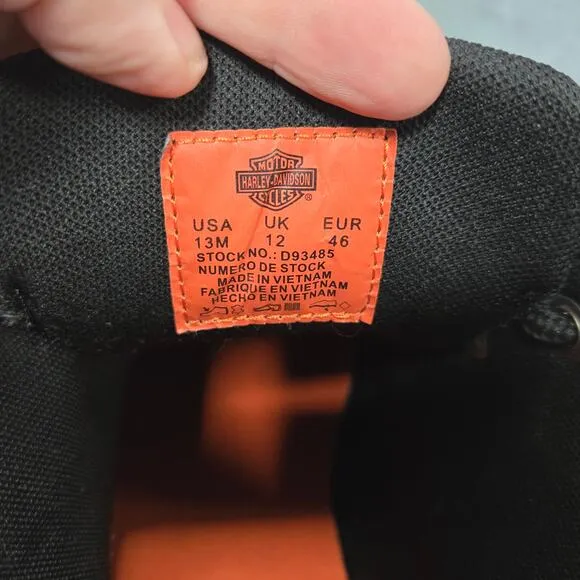 MOTOR
HARLEY-DAVIDSON
CYCLES
USA UK EUR
13M 12 46
STOCK NO.: D93485
NUMERO DE STOCK
MADE IN VIETNAM
FABRIQUE EN VIETNAM
HECHO EN VIETNAM